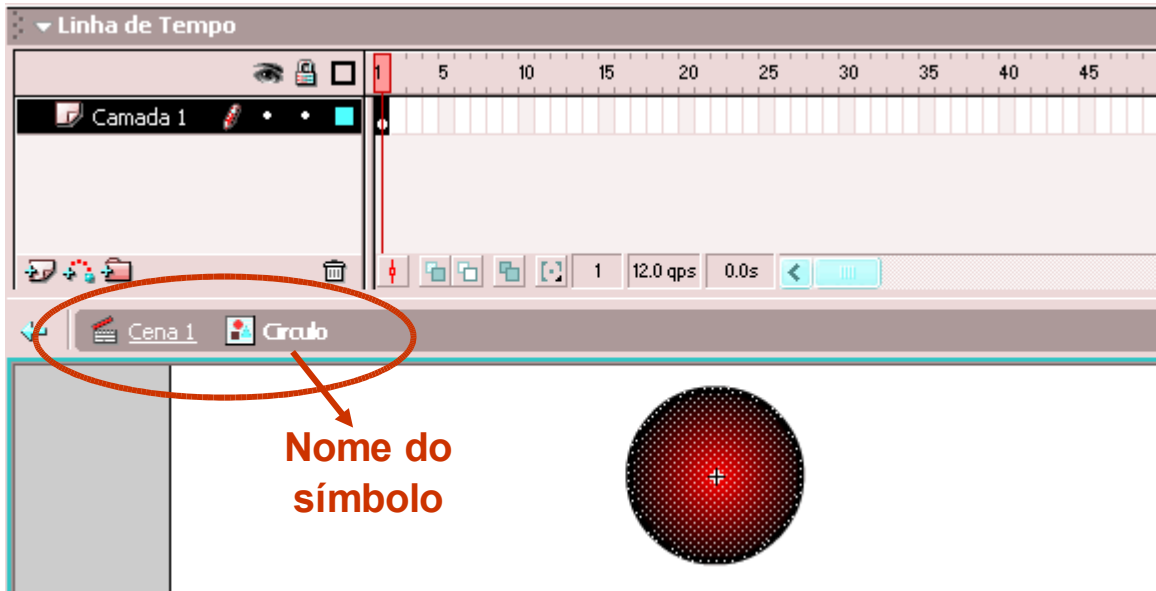 Linha de Tempo
1 5 10 15 20 25 30 35 40 45
Camada 1
1 12.0 qps 0.0s
Cena 1 Círculo
Nome do
símbolo